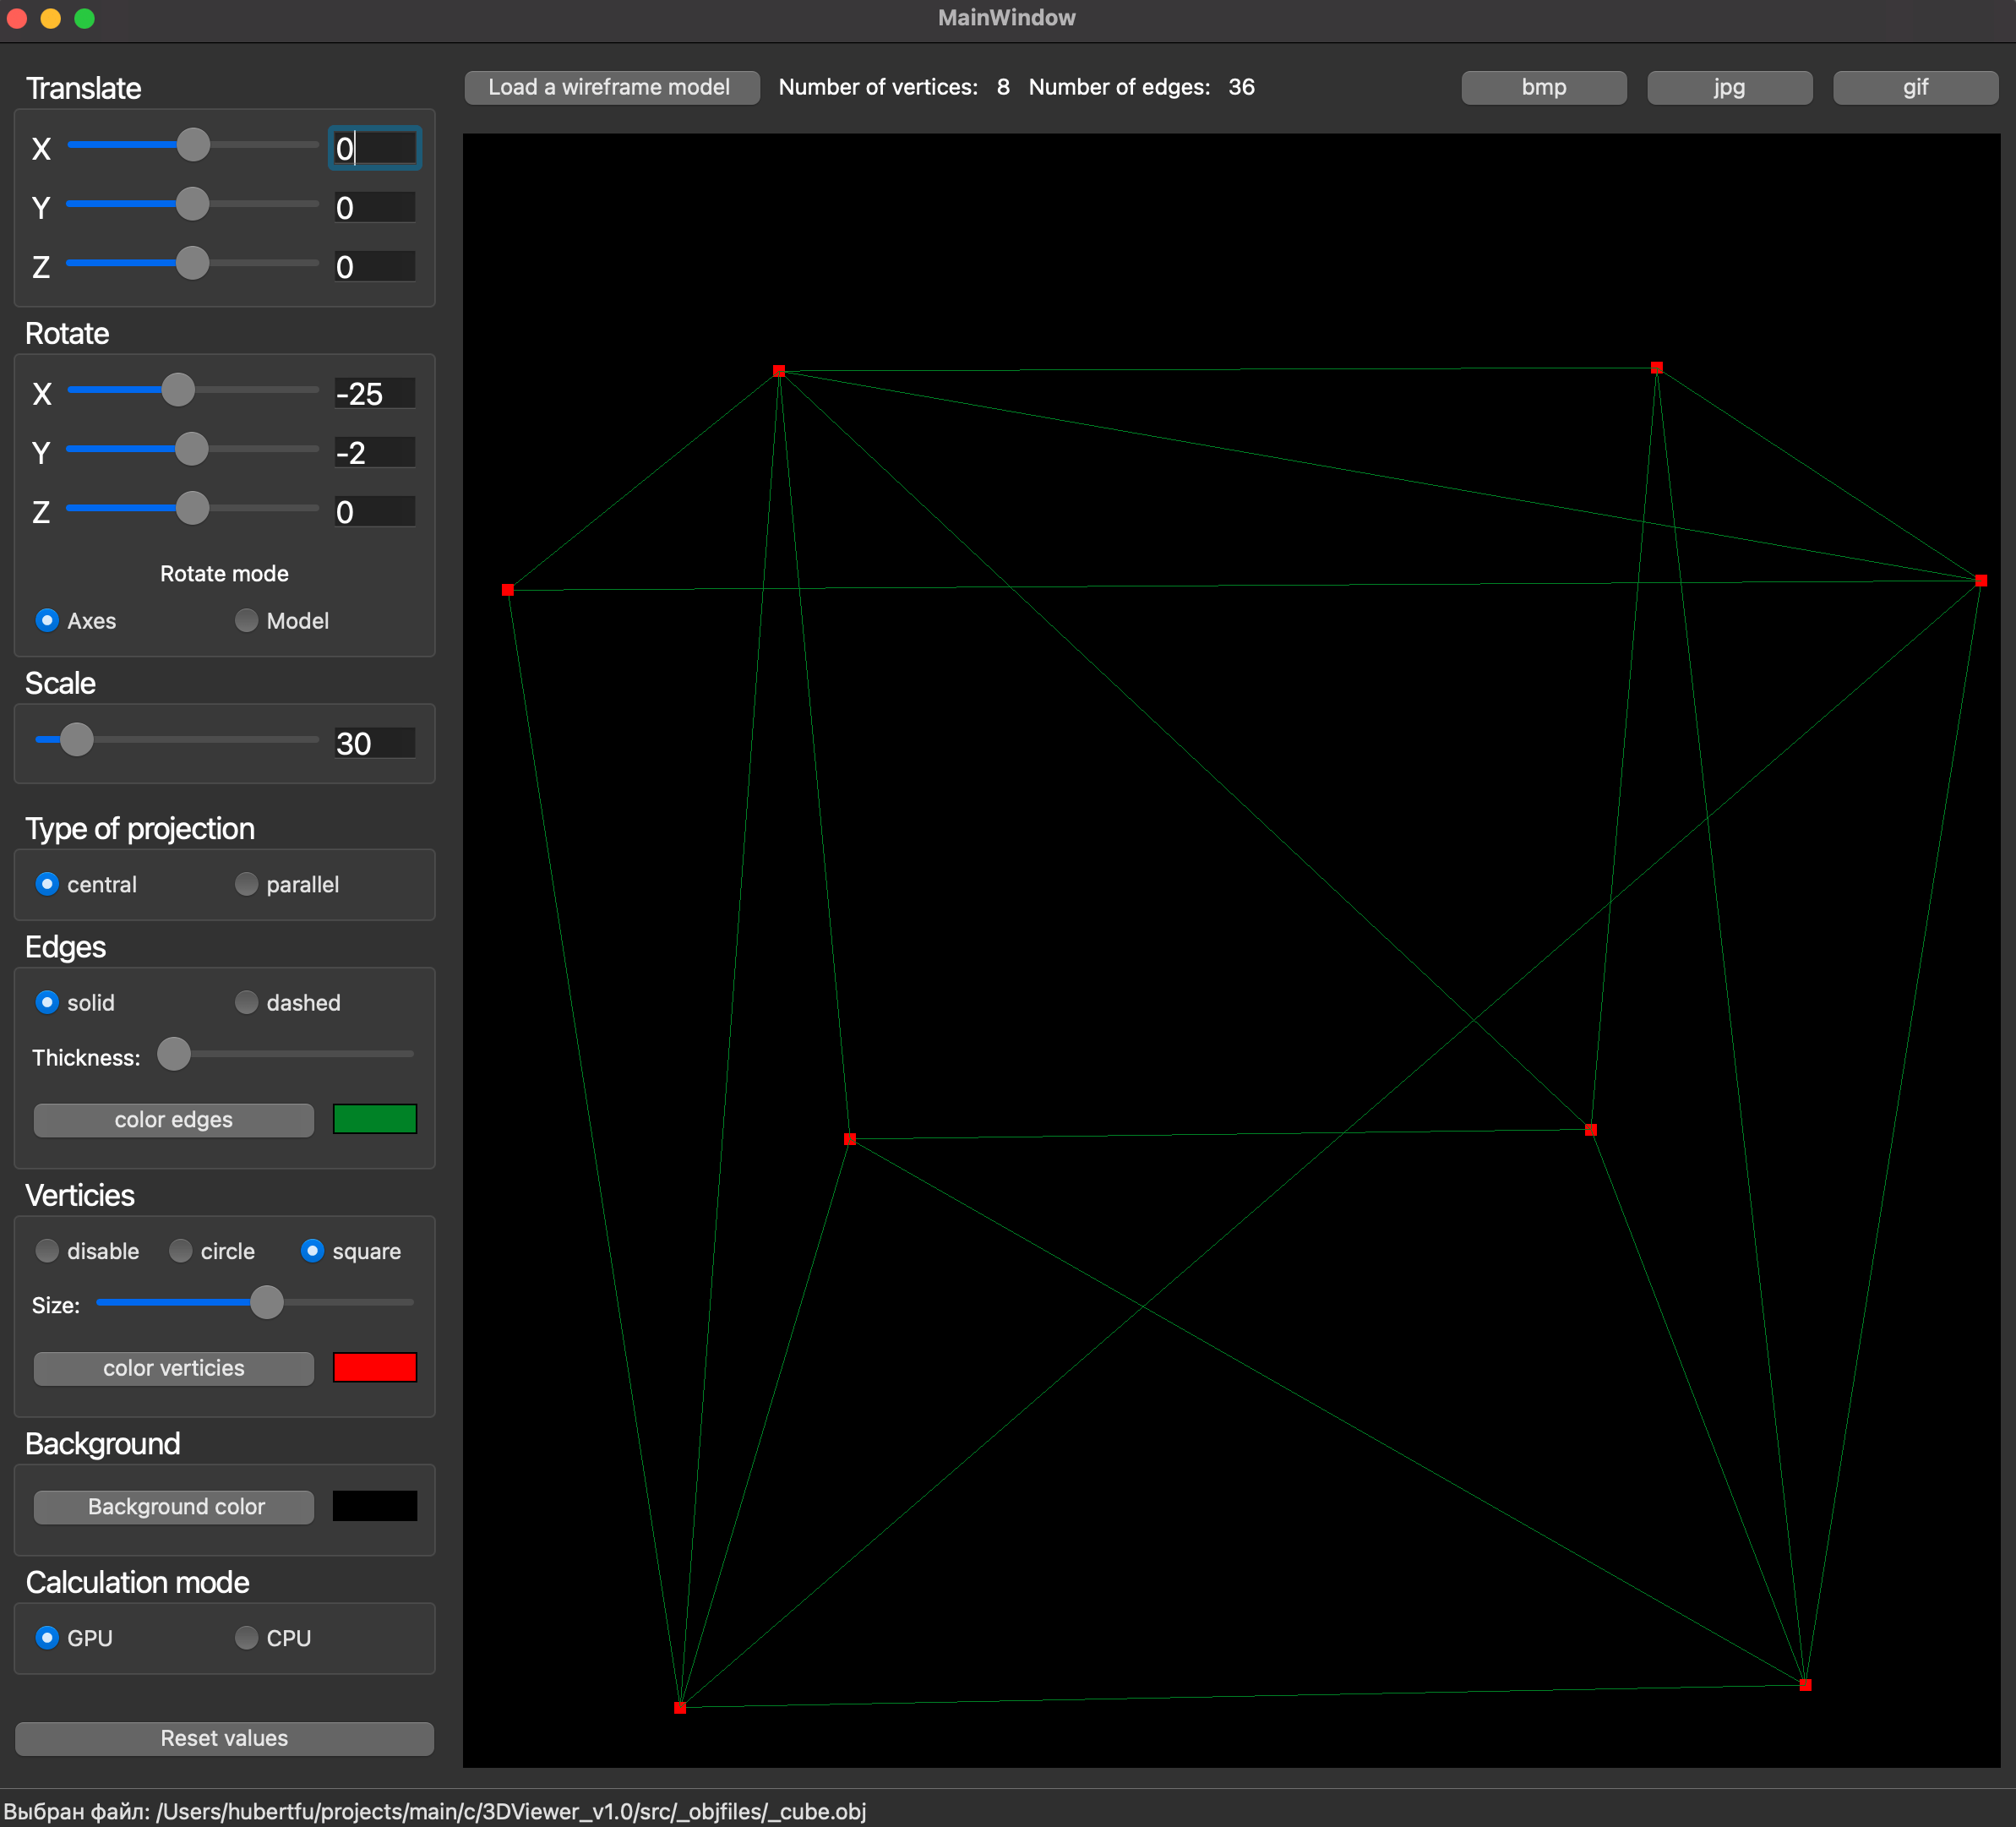 MainWindow
Load a wireframe model Number of vertices: 8 Number of edges: 36 bmp jpg gif
Translate
X 0
Y 0
Z 0
Rotate
X -25
Y -2
Z 0
Rotate mode
Axes Model
Scale
30
Type of projection
central parallel
Edges
solid dashed
Thickness:
color edges
Verticies
disable circle square
Size:
color verticies
Background
Background color
Calculation mode
GPU CPU
Reset values
Выбран файл: /Users/hubertfu/projects/main/c/3DViewer_v1.0/src/_objfiles/_cube.obj